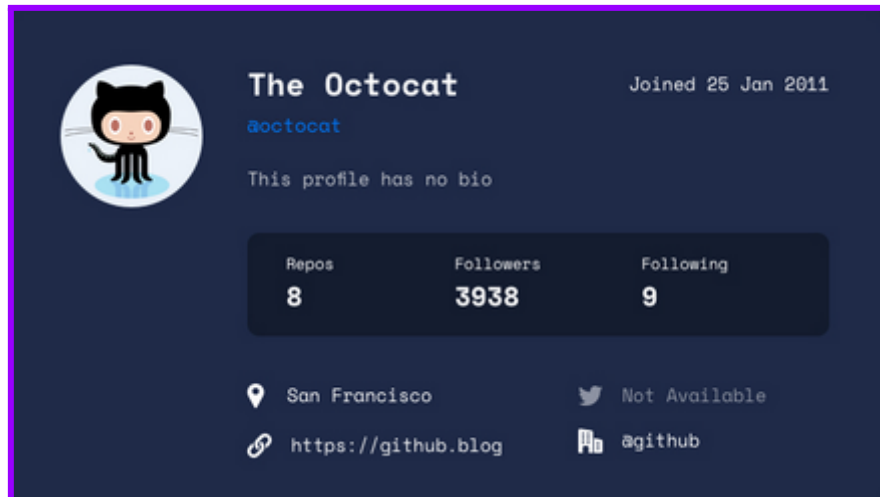 The Octocat
Joined 25 Jan 2011
@octocat
This profile has no bio
Repos Followers Following
8 3938 9
San Francisco Not Available
https://github.blog @github